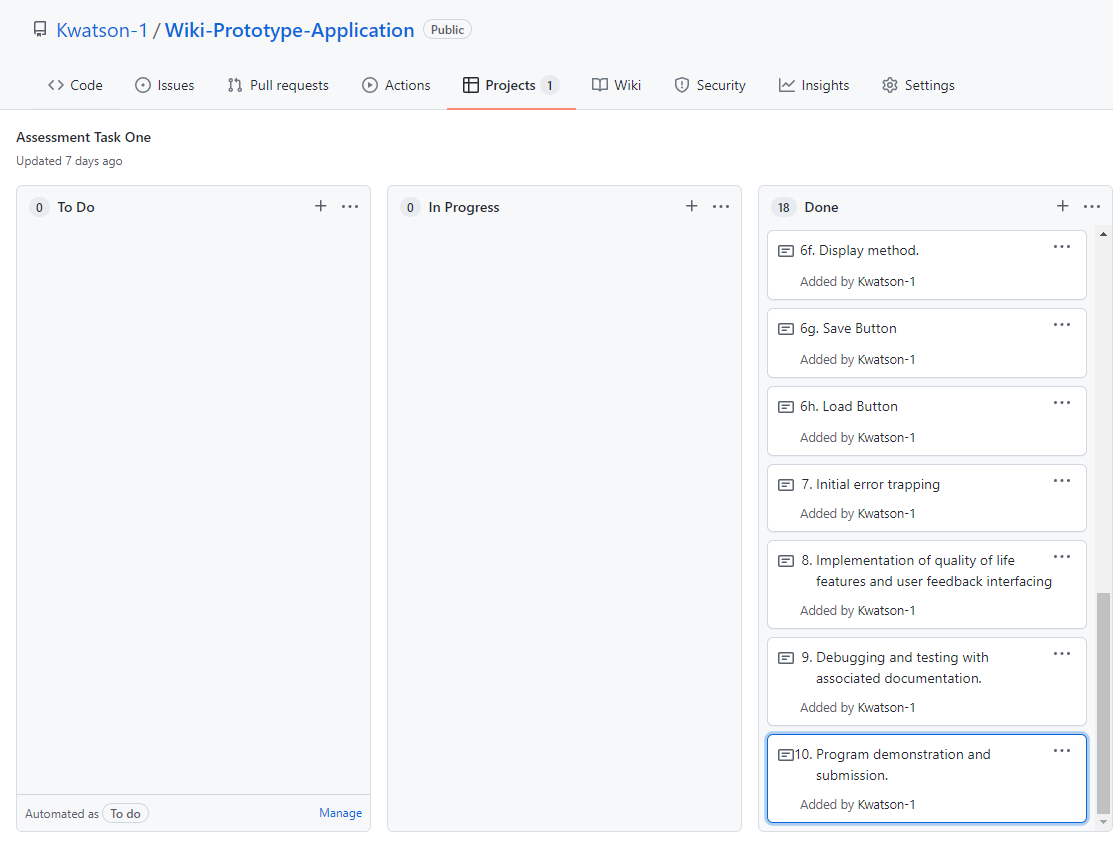 Kwatson-1 / Wiki-Prototype-Application Public
Code Issues Pull requests Actions Projects 1 Wiki Security Insights Settings
Assessment Task One
Updated 7 days ago
0 To Do
Automated as To do Manage
0 In Progress
18 Done
6f. Display method.
Added by Kwatson-1
6g. Save Button
Added by Kwatson-1
6h. Load Button
Added by Kwatson-1
7. Initial error trapping
Added by Kwatson-1
8. Implementation of quality of life
features and user feedback interfacing
Added by Kwatson-1
9. Debugging and testing with
associated documentation.
Added by Kwatson-1
10. Program demonstration and
submission.
Added by Kwatson-1